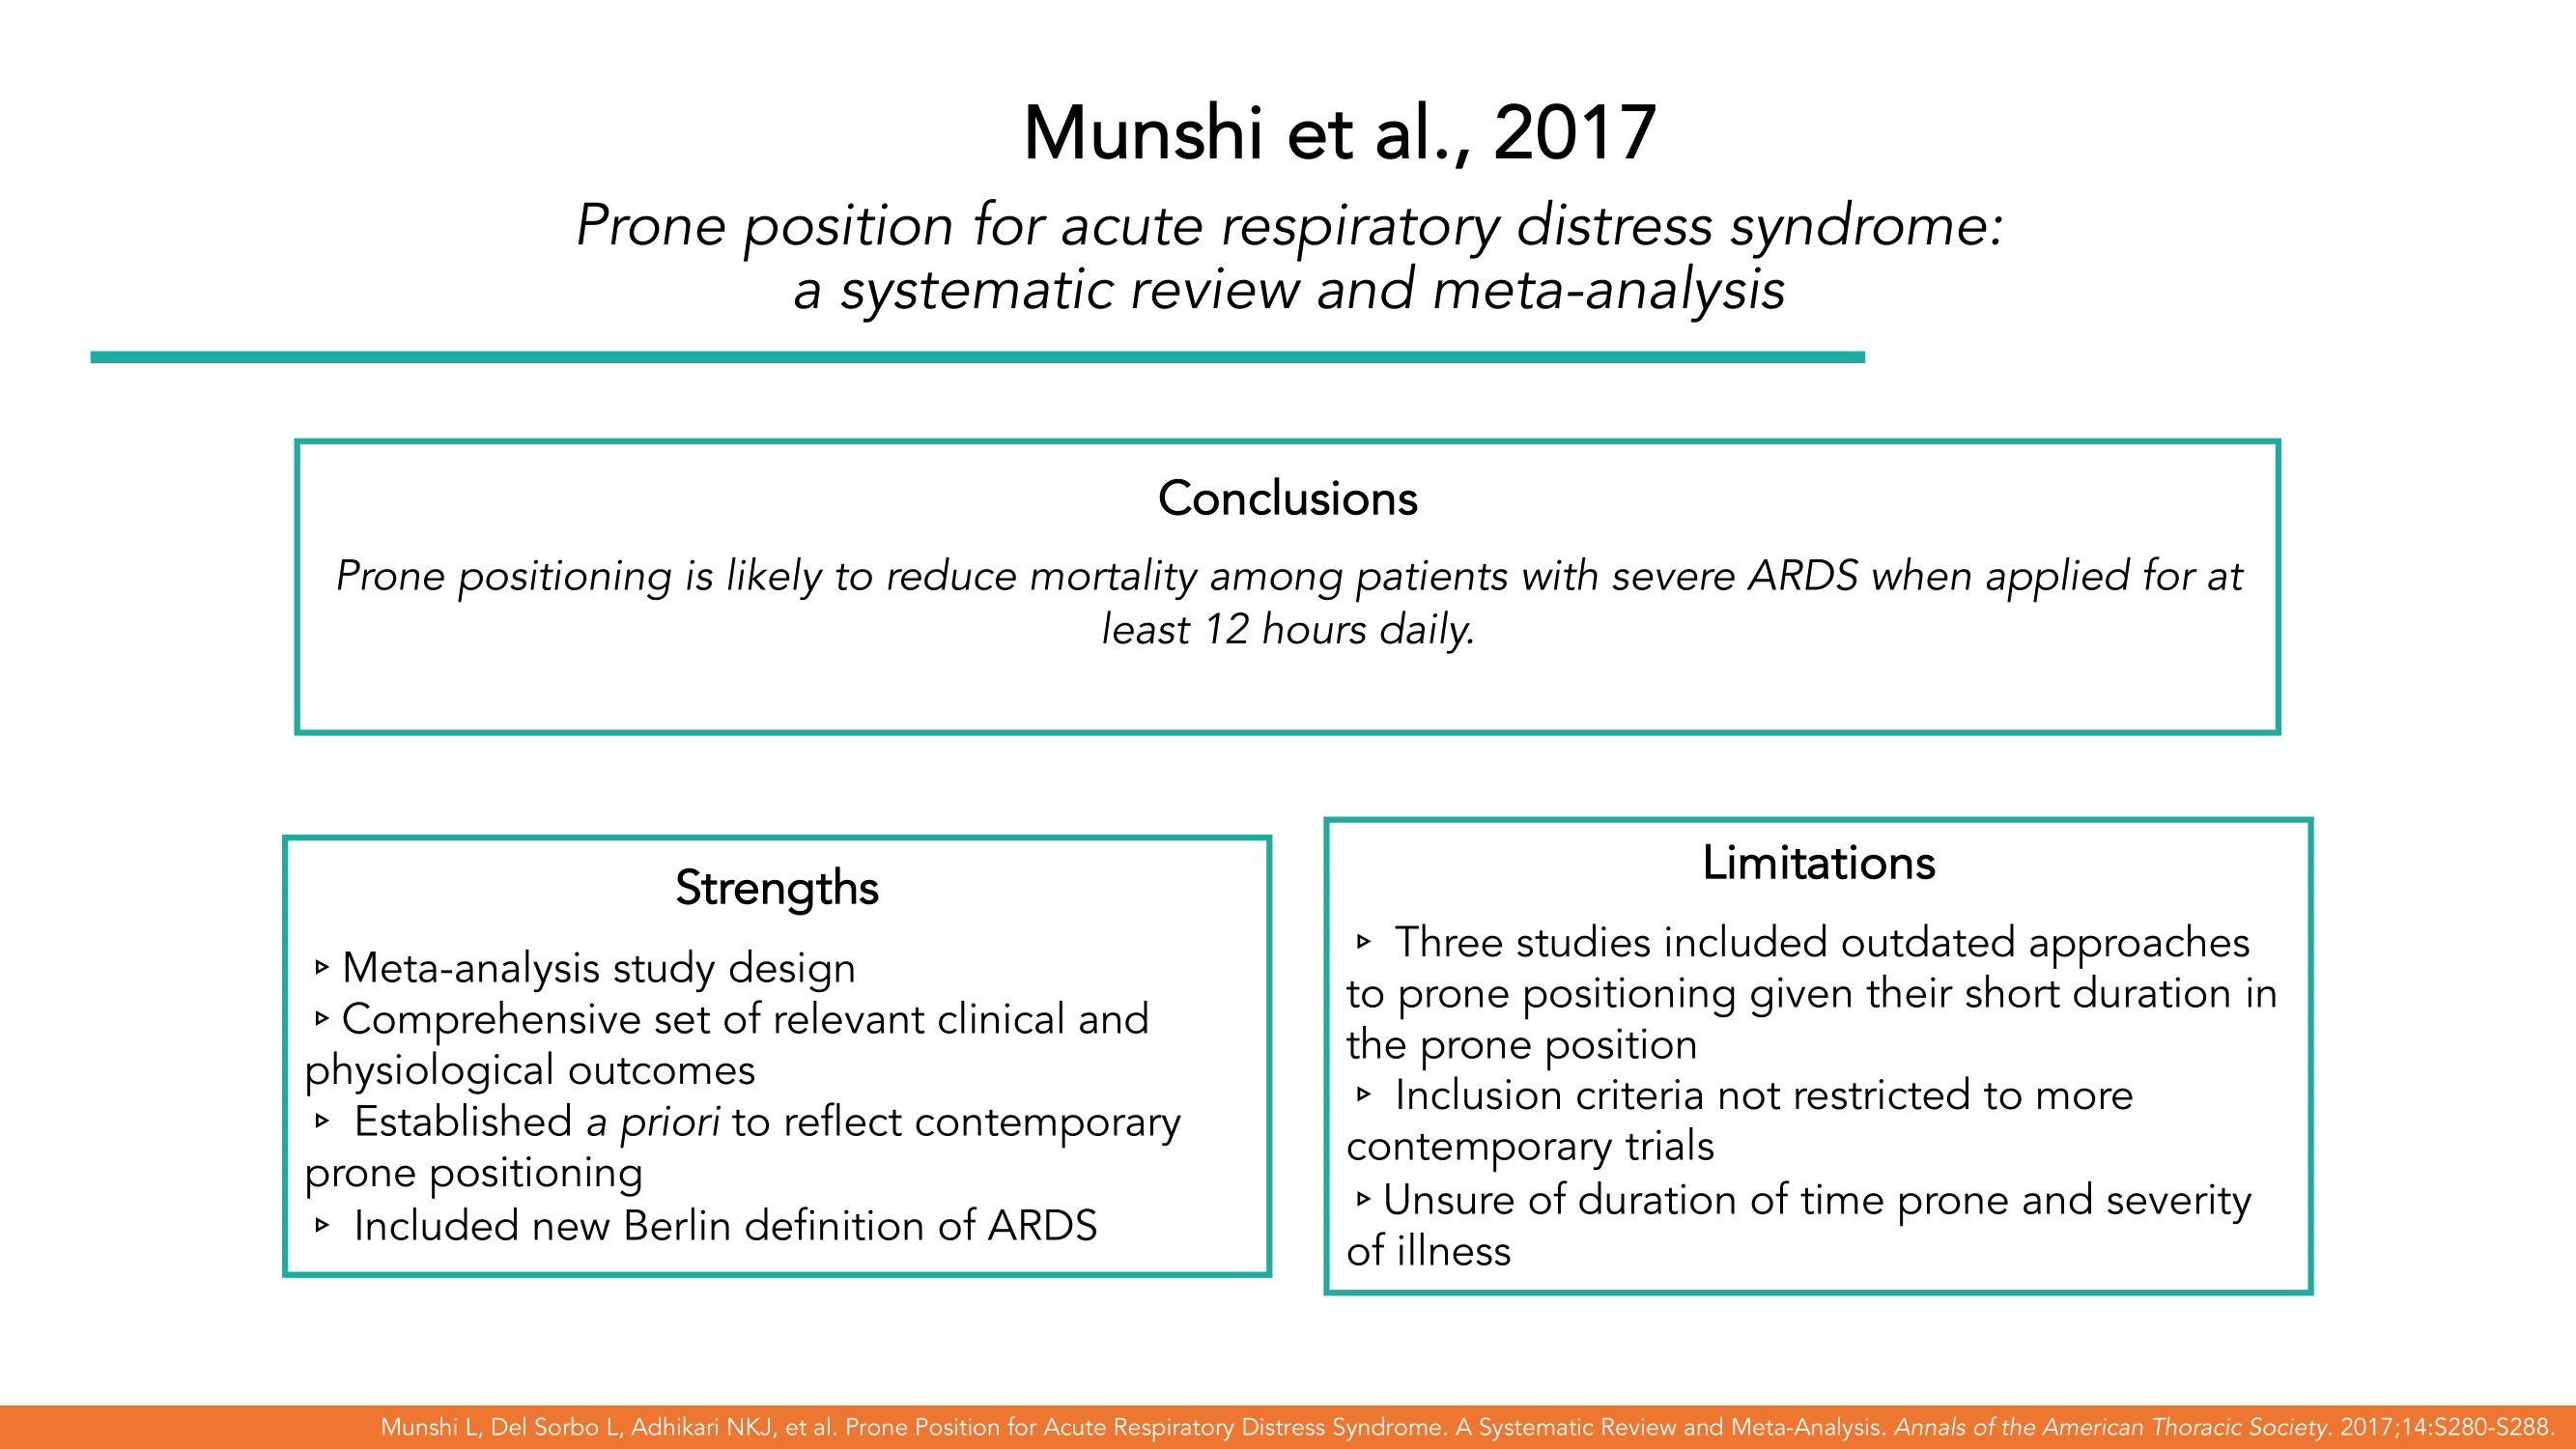 Munshi et al., 2017
Prone position for acute respiratory distress syndrome:
a systematic review and meta-analysis
Conclusions
Prone positioning is likely to reduce mortality among patients with severe ARDS when applied for at
least 12 hours daily.
Strengths
▹ Meta-analysis study design
▹ Comprehensive set of relevant clinical and
physiological outcomes
▹ Established a priori to reflect contemporary
prone positioning
▹ Included new Berlin definition of ARDS
Limitations
▹ Three studies included outdated approaches
to prone positioning given their short duration in
the prone position
▹ Inclusion criteria not restricted to more
contemporary trials
▹ Unsure of duration of time prone and severity
of illness
Munshi L, Del Sorbo L, Adhikari NKJ, et al. Prone Position for Acute Respiratory Distress Syndrome. A Systematic Review and Meta-Analysis. Annals of the American Thoracic Society. 2017;14:S280-S288.